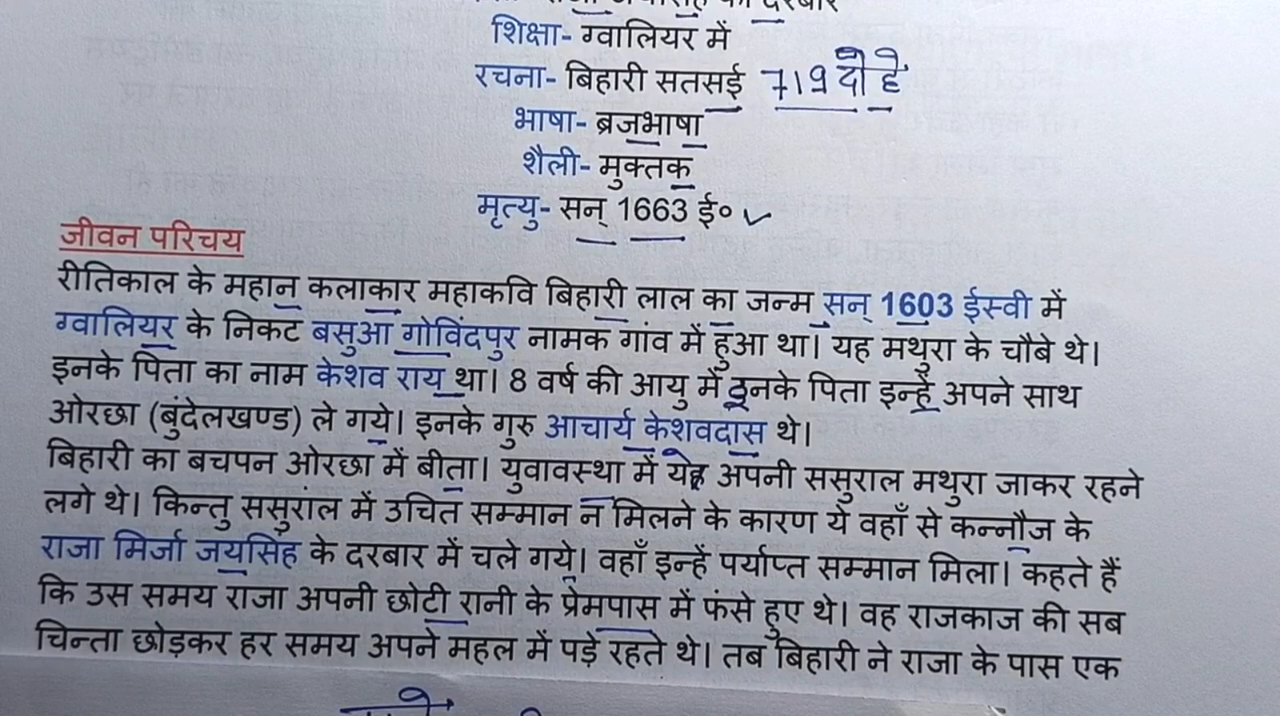 दरबार
शिक्षा- ग्वालियर में
रचना- बिहारी सतसई 719 दोहे
भाषा- ब्रजभाषा
शैली- मुक्तक
मृत्यु- सन् 1663 ई०
जीवन परिचय
रीतिकाल के महान कलाकार महाकवि बिहारी लाल का जन्म सन् 1603 ईस्वी में
ग्वालियर के निकट बसुआ गोविंदपुर नामक गांव में हुआ था। यह मथुरा के चौबे थे।
इनके पिता का नाम केशव राय था। 8 वर्ष की आयु में इनके पिता इन्हें अपने साथ
ओरछा (बुंदेलखण्ड) ले गये। इनके गुरु आचार्य केशवदास थे।
बिहारी का बचपन ओरछा में बीता। युवावस्था में ये अपनी ससुराल मथुरा जाकर रहने
लगे थे। किन्तु ससुराल में उचित सम्मान न मिलने के कारण ये वहाँ से कन्नौज के
राजा मिर्जा जयसिंह के दरबार में चले गये। वहाँ इन्हें पर्याप्त सम्मान मिला। कहते हैं
कि उस समय राजा अपनी छोटी रानी के प्रेमपास में फंसे हुए थे। वह राजकाज की सब
चिन्ता छोड़कर हर समय अपने महल में पड़े रहते थे। तब बिहारी ने राजा के पास एक